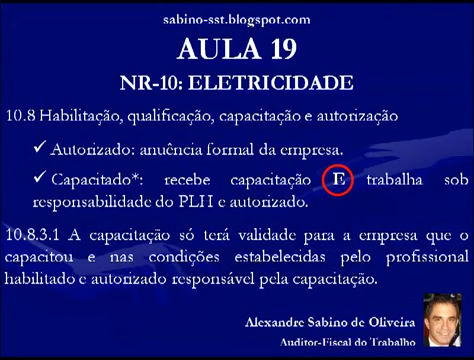 sabino-sst.blogspot.com
AULA 19
NR-10: ELETRICIDADE
10.8 Habilitação, qualificação, capacitação e autorização
✓ Autorizado: anuência formal da empresa.
✓ Capacitado*: recebe capacitação E trabalha sob
responsabilidade do PLH e autorizado.
10.8.3.1 A capacitação só terá validade para a empresa que o
capacitou e nas condições estabelecidas pelo profissional
habilitado e autorizado responsável pela capacitação.
Alexandre Sabino de Oliveira
Auditor-Fiscal do Trabalho